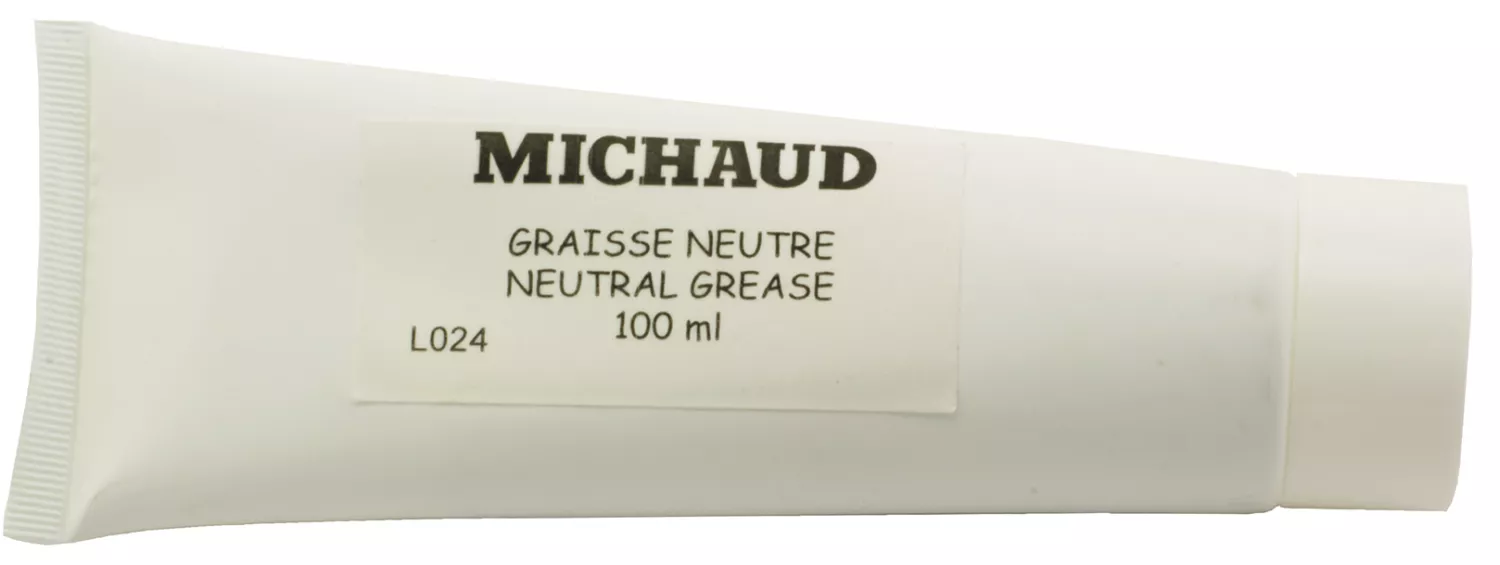 MICHAUD
GRAISSE NEUTRE
NEUTRAL GREASE
100 ml
L024